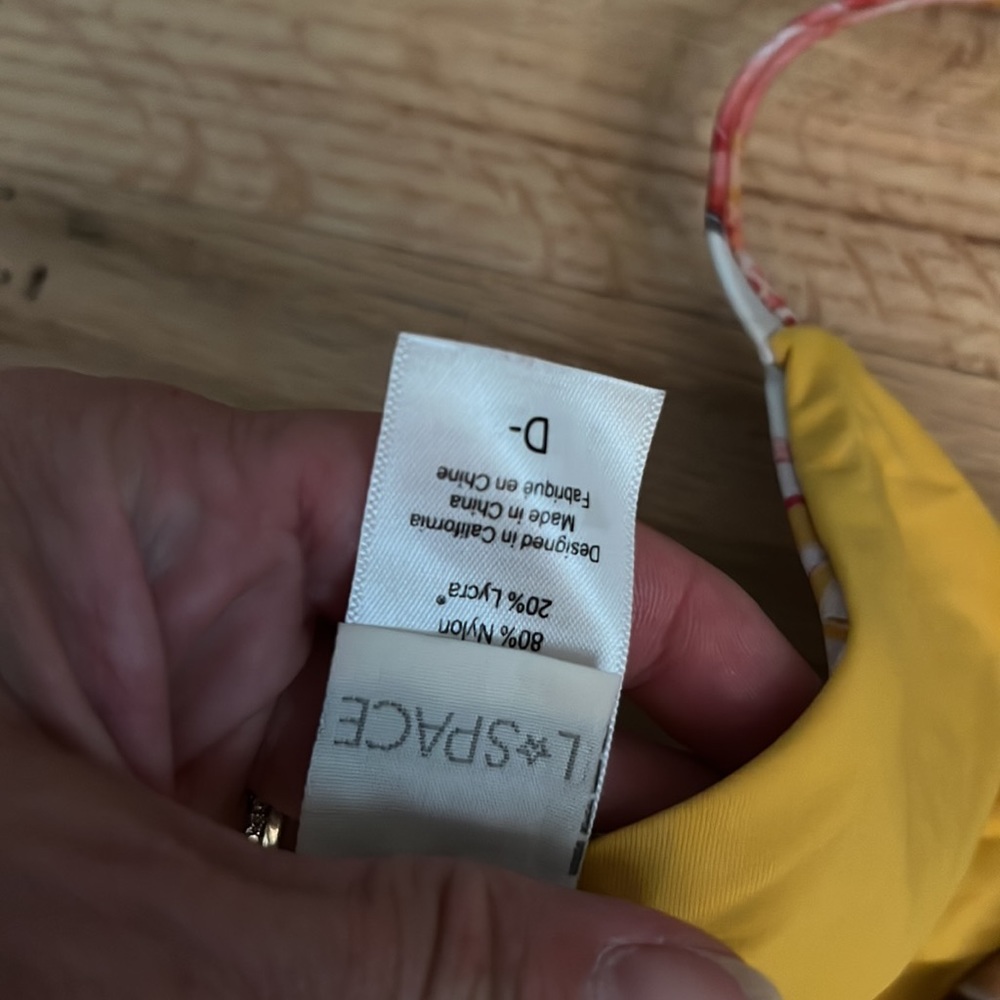 L☆SPACE
80% Nylon
20% Lycra®
Designed in California
Made in China
Fabriqué en Chine
D-